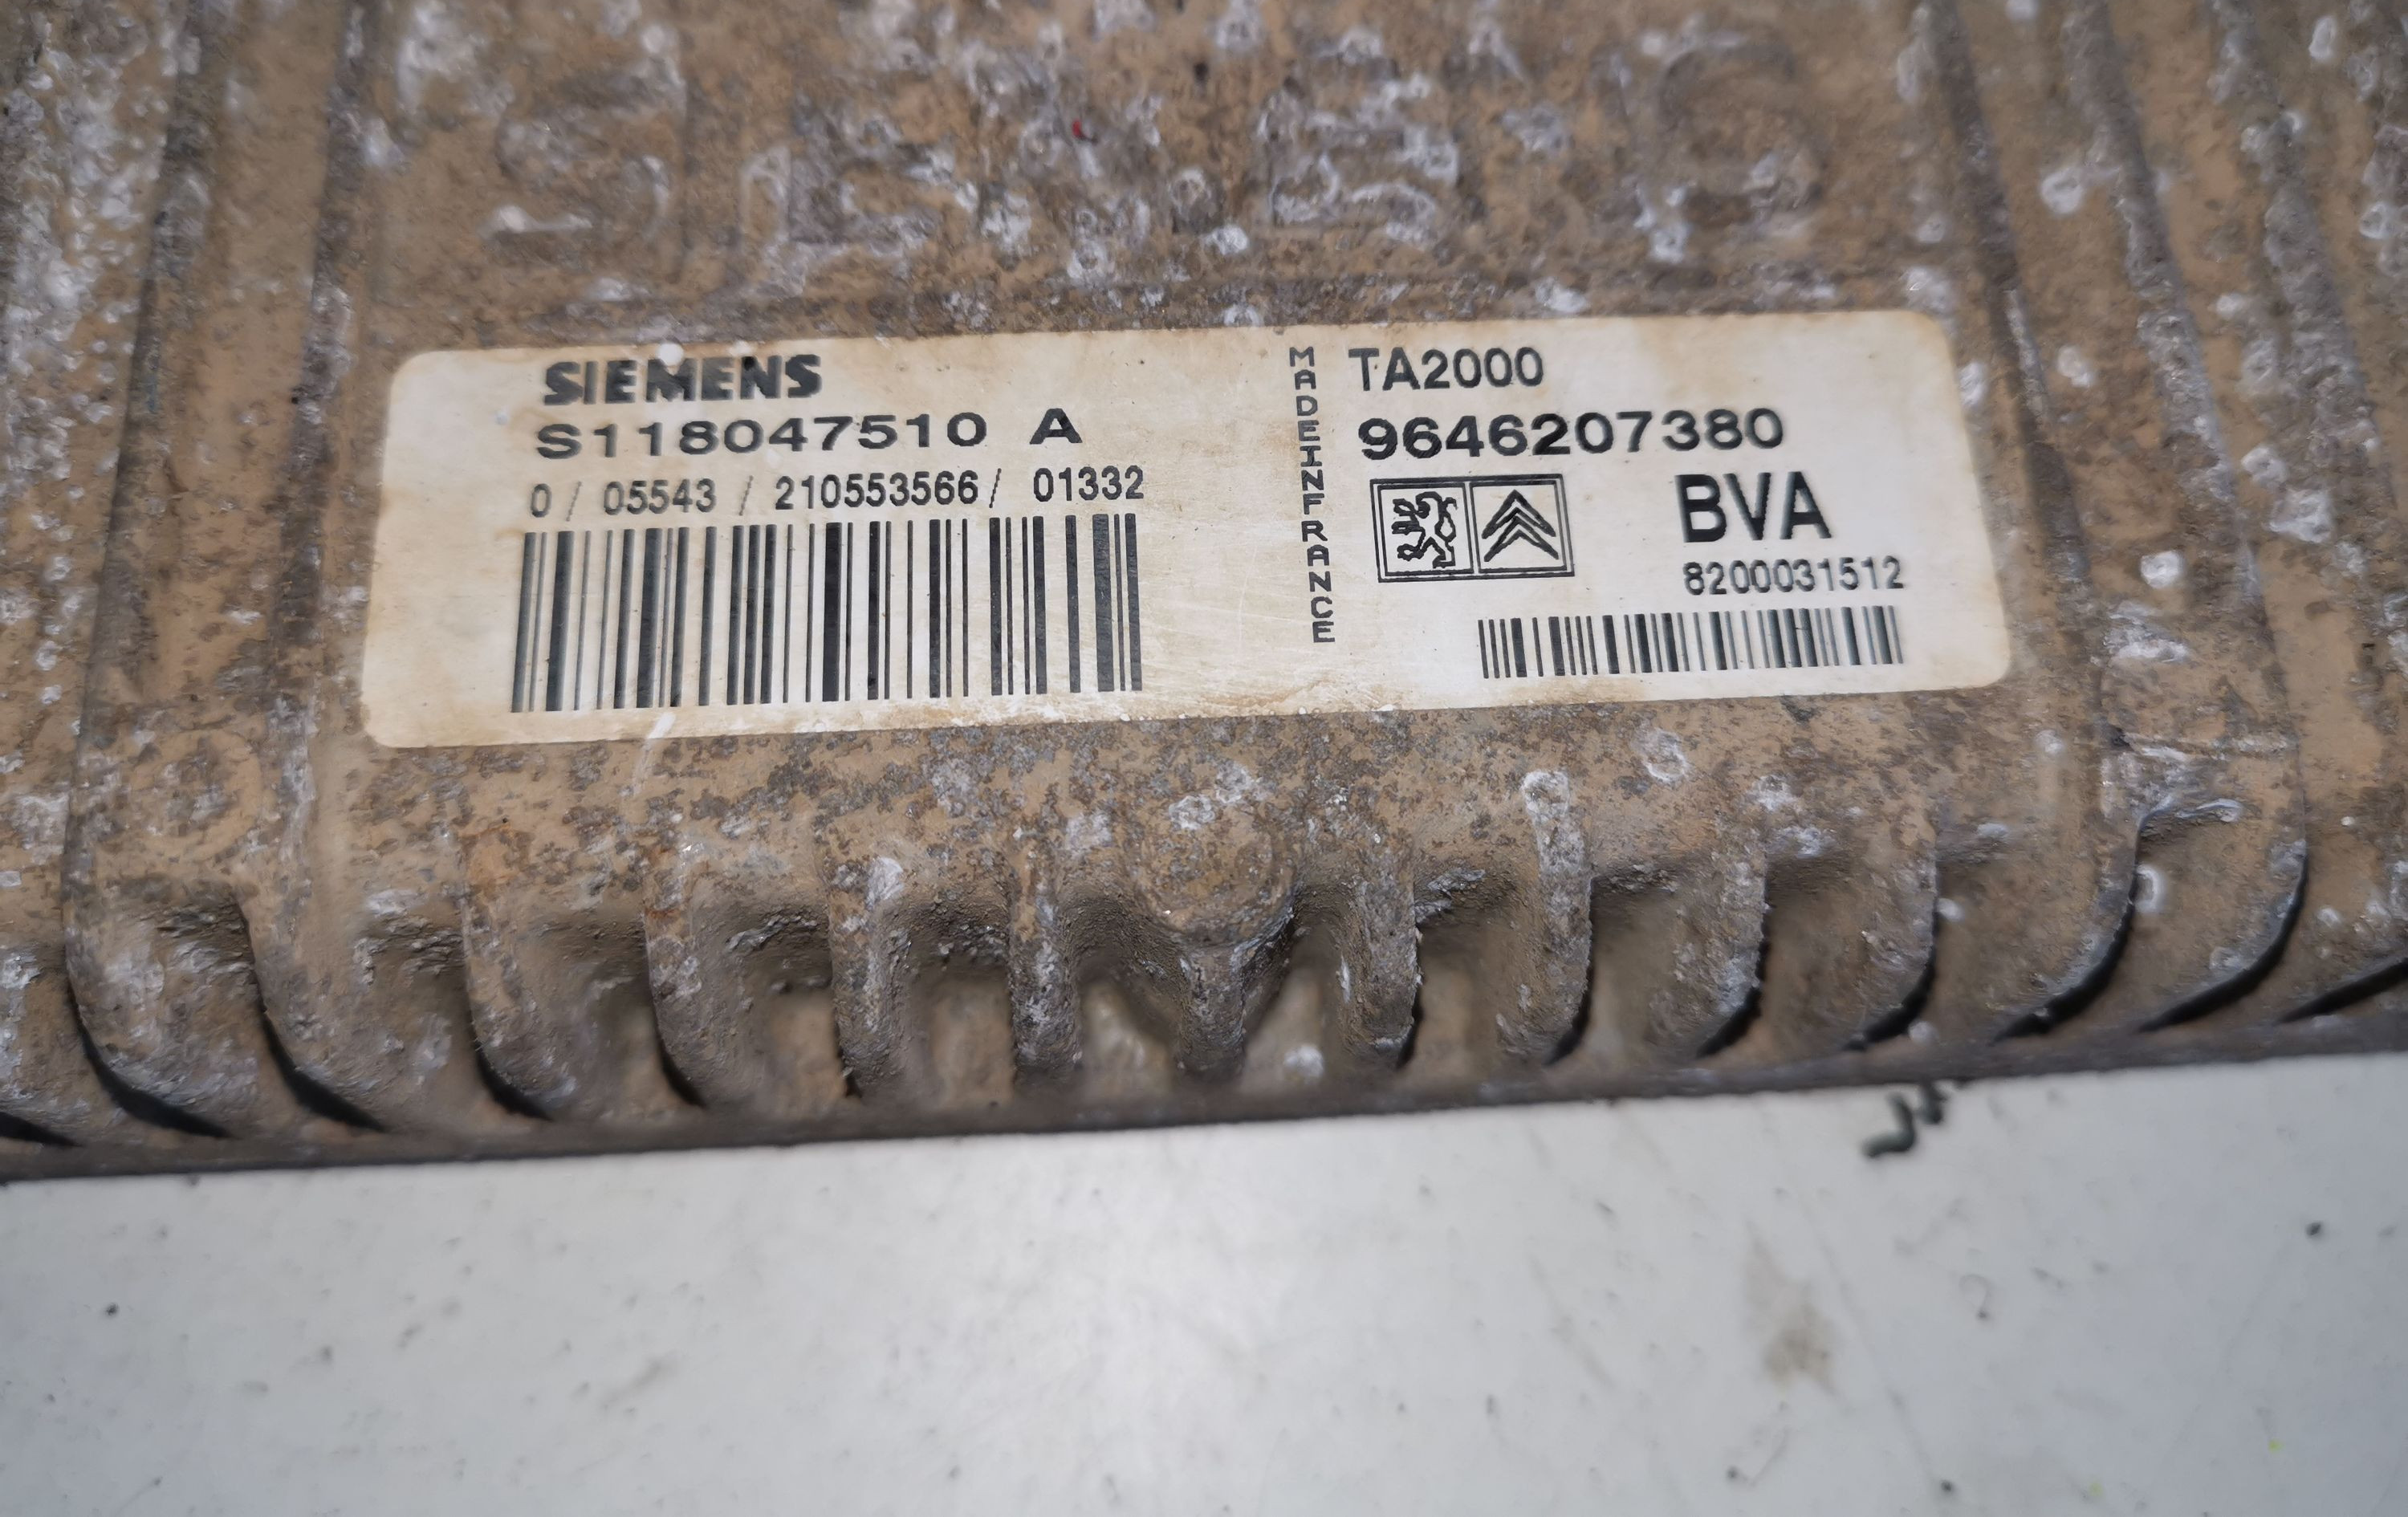 SIEMENS
S118047510 A
0 / 05543 / 210553566 / 01332
MADE IN FRANCE
TA2000
9646207380
BVA
8200031512